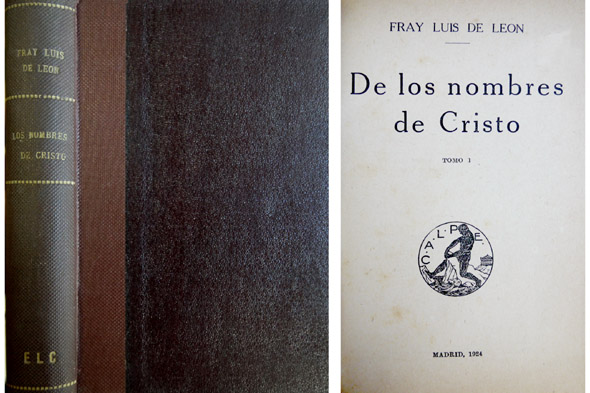 FRAY LUIS
DE LEON
LOS NOMBRES
DE CRISTO
E L C
FRAY LUIS DE LEON
De los nombres
de Cristo
TOMO I
CALPE
MADRID, 1924